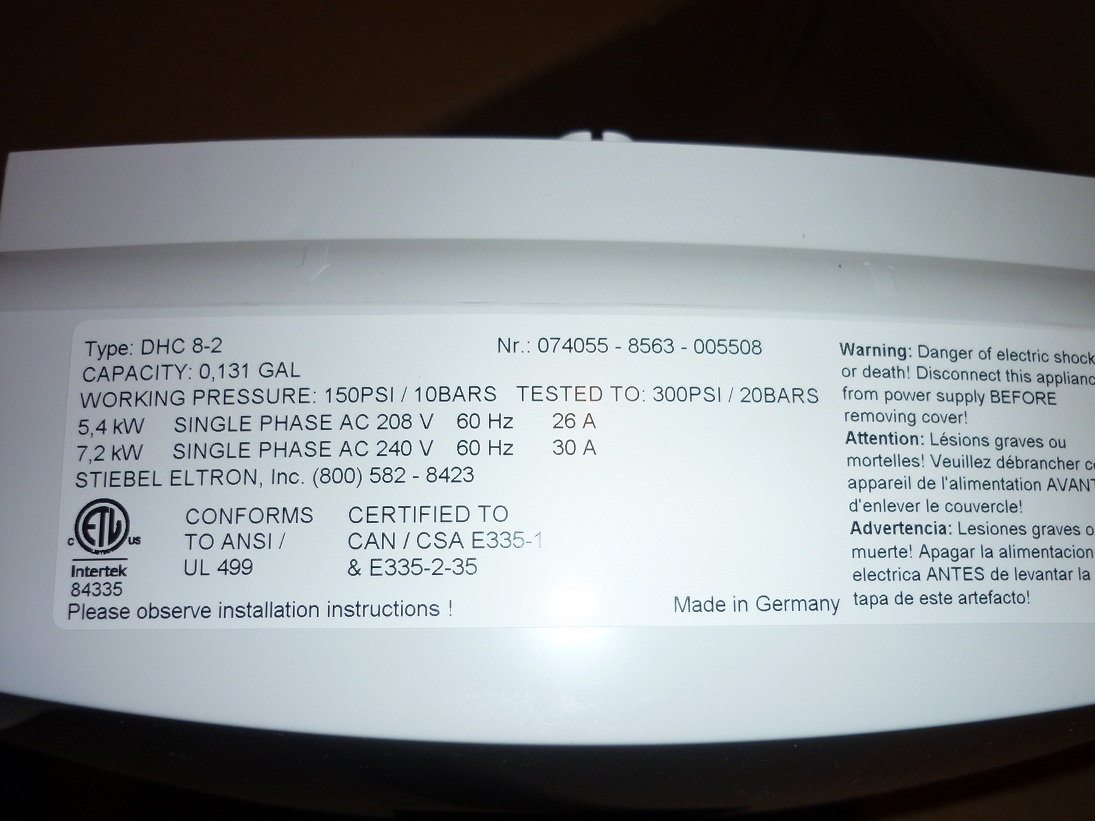 Type: DHC 8-2 Nr.: 074055 - 8563 - 005508
CAPACITY: 0,131 GAL
WORKING PRESSURE: 150PSI / 10BARS TESTED TO: 300PSI / 20BARS
5,4 kW SINGLE PHASE AC 208 V 60 Hz 26 A
7,2 kW SINGLE PHASE AC 240 V 60 Hz 30 A
STIEBEL ELTRON, Inc. (800) 582 - 8423
c ETL us
Intertek
84335
CONFORMS
TO ANSI /
UL 499
CERTIFIED TO
CAN / CSA E335-1
& E335-2-35
Please observe installation instructions !
Made in Germany
Warning: Danger of electric shock
or death! Disconnect this applianc
from power supply BEFORE
removing cover!
Attention: Lésions graves ou
mortelles! Veuillez débrancher ce
appareil de l'alimentation AVANT
d'enlever le couvercle!
Advertencia: Lesiones graves o
muerte! Apagar la alimentacion
electrica ANTES de levantar la
tapa de este artefacto!